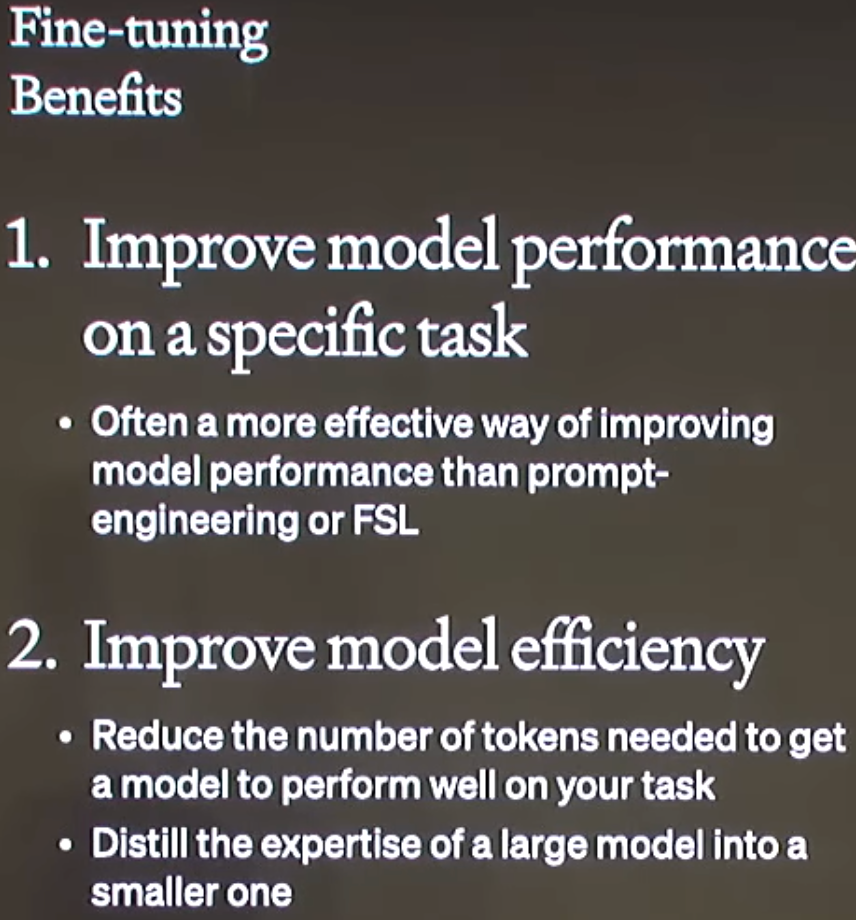 Fine-tuning
Benefits
1. Improve model performance
on a specific task
• Often a more effective way of improving
model performance than prompt-
engineering or FSL
2. Improve model efficiency
• Reduce the number of tokens needed to get
a model to perform well on your task
• Distill the expertise of a large model into a
smaller one